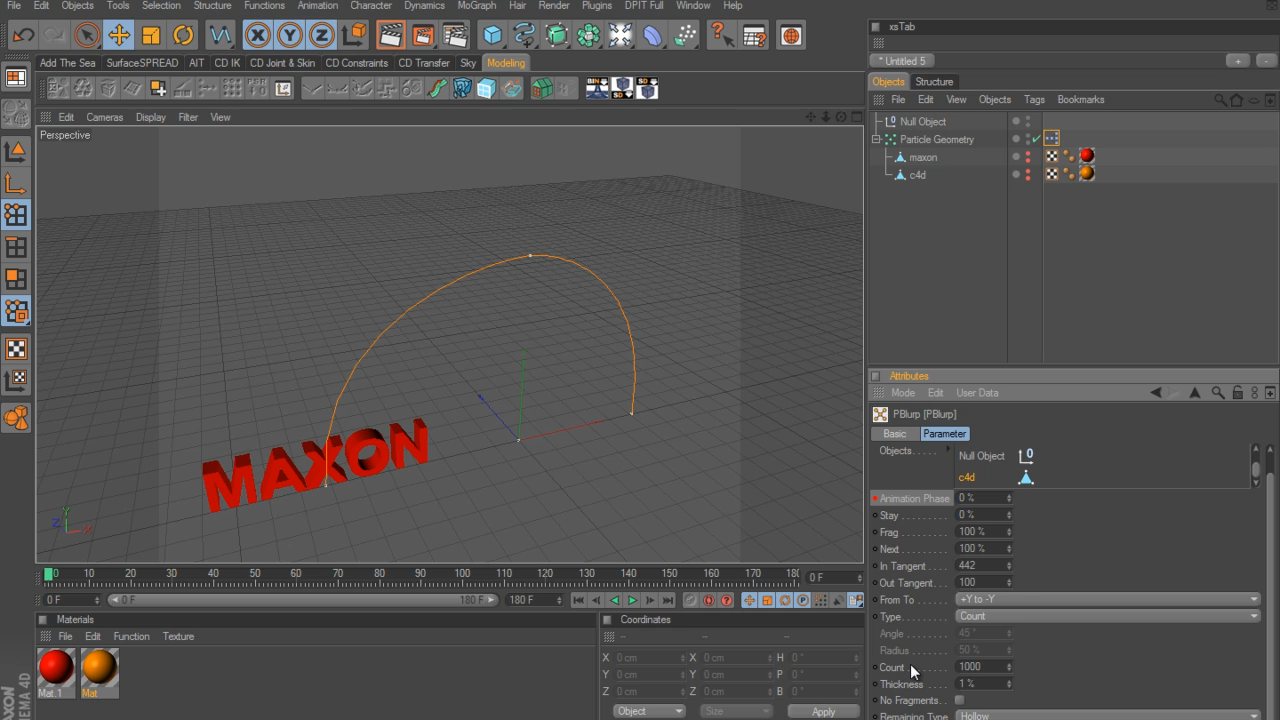 File Edit Objects Tools Selection Structure Functions Animation Character Dynamics MoGraph Hair Render Plugins DPIT Full Window Help
xsTab
* Untitled 5
+ -
Add The Sea SurfaceSPREAD AIT CD IK CD Joint & Skin CD Constraints CD Transfer Sky Modeling
Objects Structure
File Edit View Objects Tags Bookmarks
Edit Cameras Display Filter View
Perspective
Null Object
Particle Geometry
maxon
c4d
MAXON
Y
Z X
Attributes
Mode Edit User Data
PBlurp [PBlurp]
Basic Parameter
Objects. . . . .
Null Object
c4d
Animation Phase 0 %
Stay . . . . . . . . 0 %
Frag . . . . . . . . 100 %
Next . . . . . . . . 100 %
In Tangent . . . . 442
Out Tangent. . . 100
From To . . . . . . +Y to -Y
Type. . . . . . . . Count
Angle . . . . . . . 45 °
Radius . . . . . . 50 %
Count . . . . . . . 1000
Thickness . . . . 1 %
No Fragments. .
Remaining Type Hollow
0 10 20 30 40 50 60 70 80 90 100 110 120 130 140 150 160 170 18( 0 F
0 F 0 F 180 F 180 F
Materials
File Edit Function Texture
Mat.1 Mat
Coordinates
-- -- --
X 0 cm X 0 cm H 0 °
Y 0 cm Y 0 cm P 0 °
Z 0 cm Z 0 cm B 0 °
Object Size Apply
MAXON